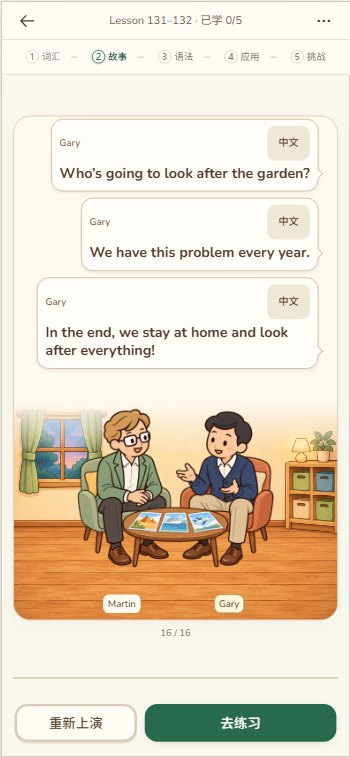 Lesson 131–132 · 已学 0/5
1 词汇 – 2 故事 – 3 语法 – 4 应用 – 5 挑战
Gary
中文
Who's going to look after the garden?
Gary
中文
We have this problem every year.
Gary
中文
In the end, we stay at home and look
after everything!
Martin
Gary
16 / 16
重新上演
去练习